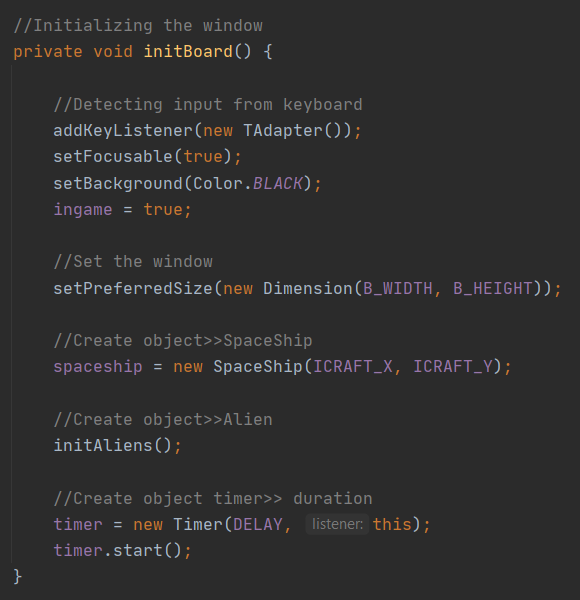 //Initializing the window
private void initBoard() {
//Detecting input from keyboard
addKeyListener(new TAdapter());
setFocusable(true);
setBackground(Color.BLACK);
ingame = true;
//Set the window
setPreferredSize(new Dimension(B_WIDTH, B_HEIGHT));
//Create object>>SpaceShip
spaceship = new SpaceShip(ICRAFT_X, ICRAFT_Y);
//Create object>>Alien
initAliens();
//Create object timer>> duration
timer = new Timer(DELAY, listener: this);
timer.start();
}